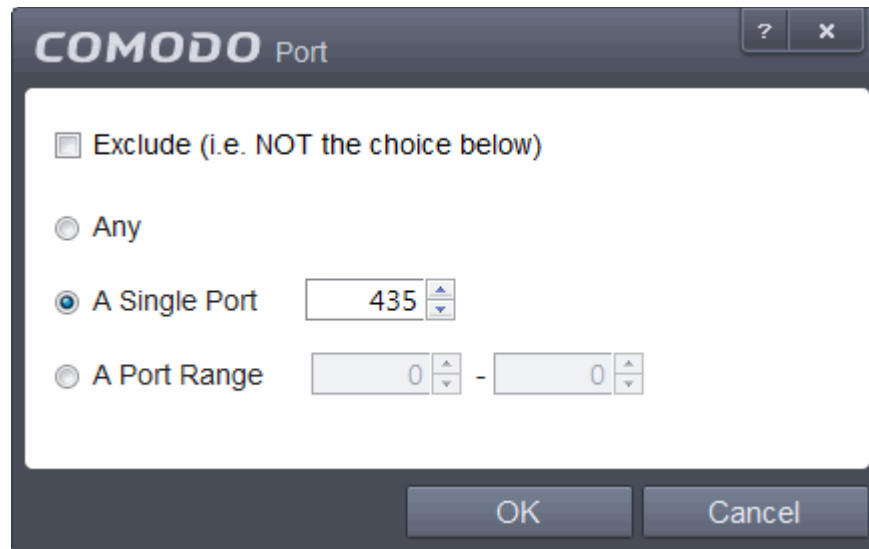 COMODO Port
? x
Exclude (i.e. NOT the choice below)
Any
A Single Port 435
A Port Range 0 - 0
OK Cancel